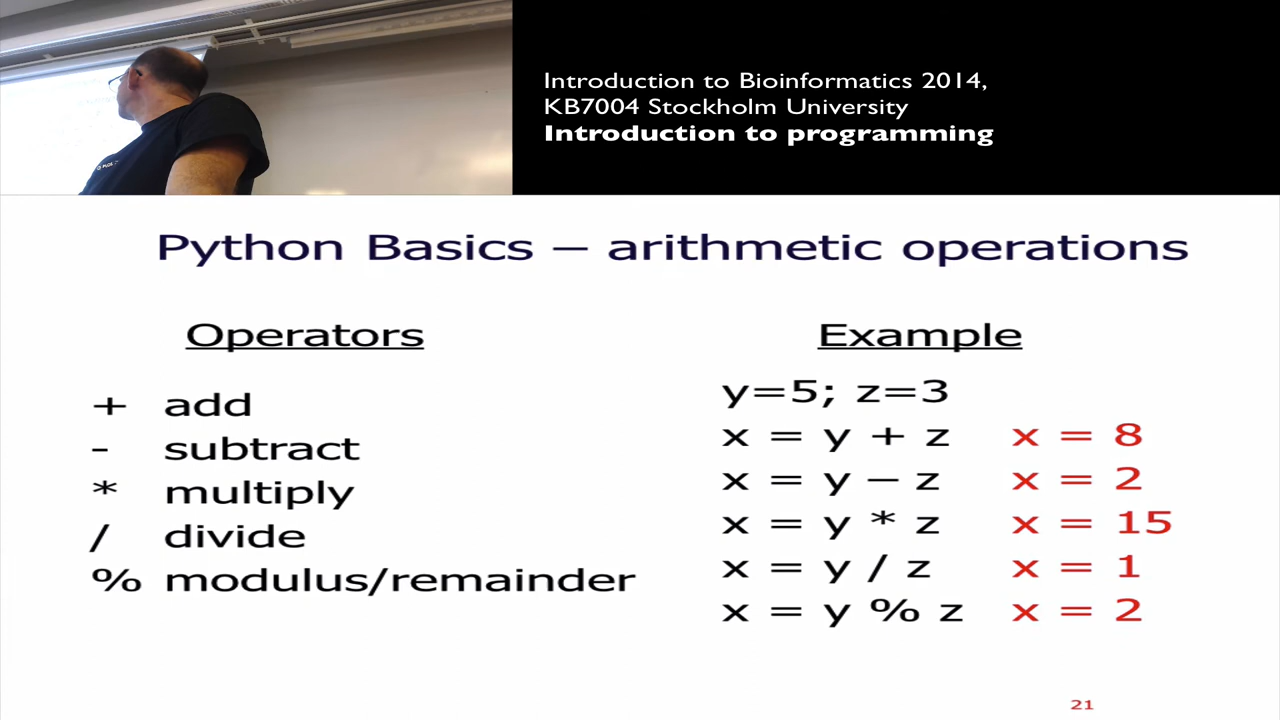 Introduction to Bioinformatics 2014,
KB7004 Stockholm University
Introduction to programming
Python Basics – arithmetic operations
Operators
+ add
- subtract
* multiply
/ divide
% modulus/remainder
Example
y=5; z=3
x = y + z x = 8
x = y – z x = 2
x = y * z x = 15
x = y / z x = 1
x = y % z x = 2
21